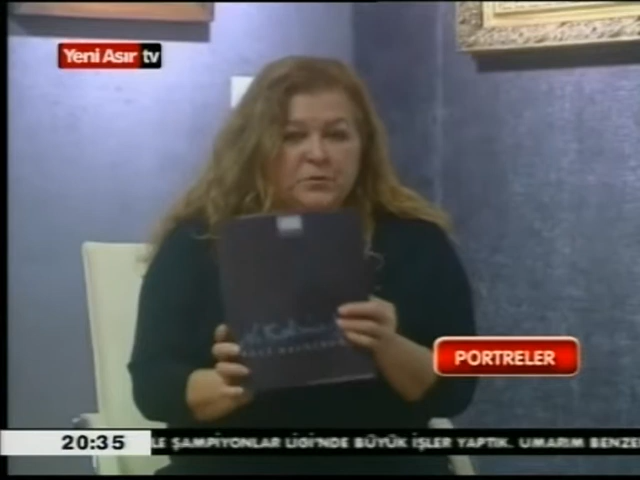 Yeni Asır tv
PORTRELER
20:35 LE ŞAMPİYONLAR LİGİ'NDE BÜYÜK İŞLER YAPTIK. UMARIM BENZE